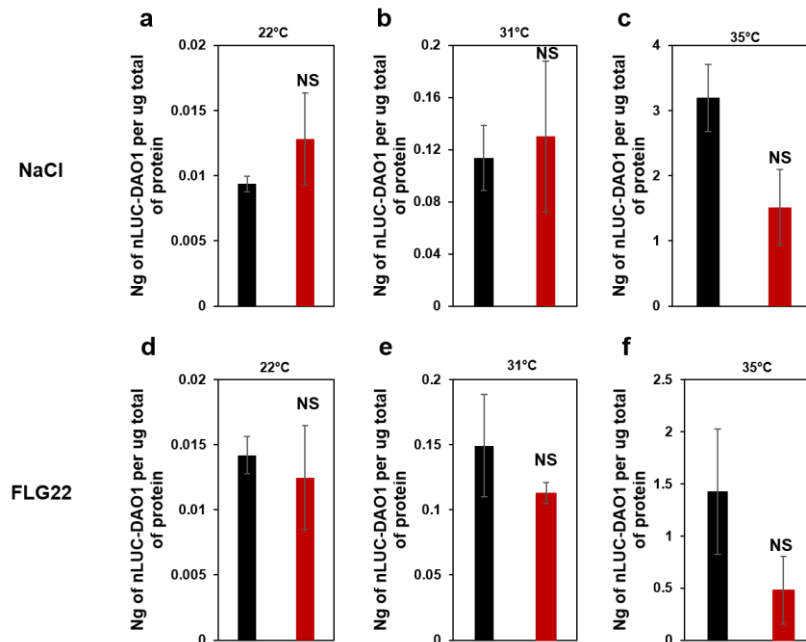 a
22°C
Ng of nLUC-DAO1 per ug total
of protein
0.02
0.015
0.01
0.005
0
NS
b
31°C
Ng of nLUC-DAO1 per ug total
of protein
0.2
0.16
0.12
0.08
0.04
0
NS
c
35°C
Ng of nLUC-DAO1 per ug total
of protein
4
3
2
1
0
NS
NaCl
d
22°C
Ng of nLUC-DAO1 per ug total
of protein
0.02
0.015
0.01
0.005
0
NS
e
31°C
Ng of nLUC-DAO1 per ug total
of protein
0.2
0.15
0.1
0.05
0
NS
f
35°C
Ng of nLUC-DAO1 per ug total
of protein
2.5
2
1.5
1
0.5
0
NS
FLG22